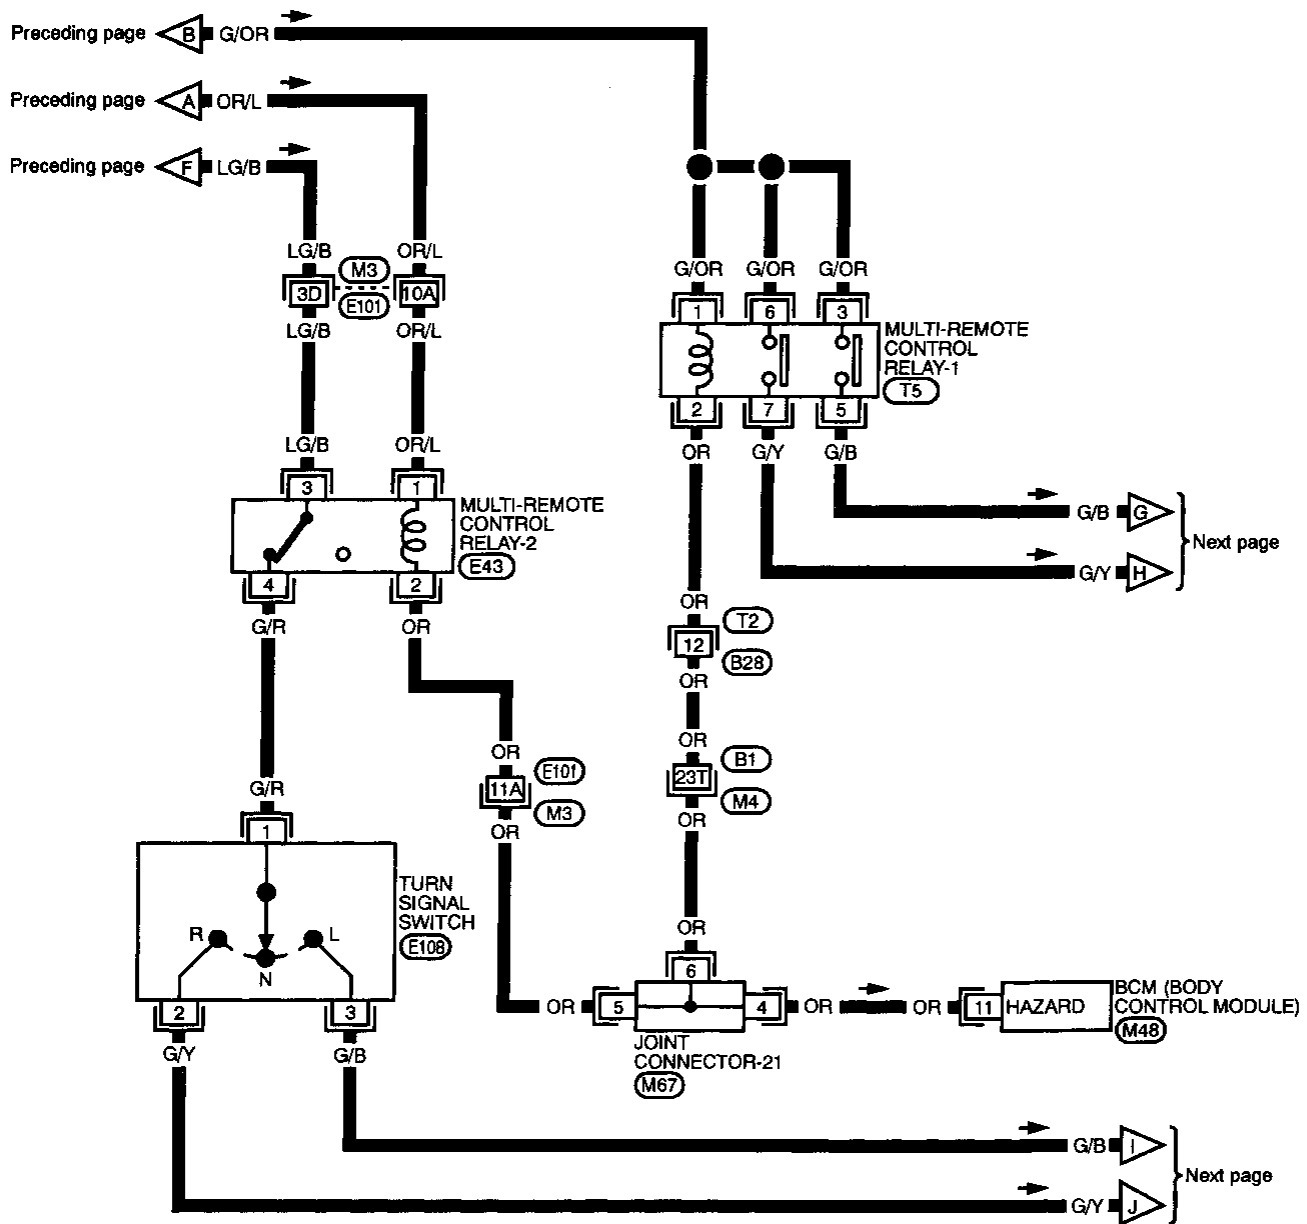 Preceding page B G/OR
Preceding page A OR/L
Preceding page F LG/B
LG/B OR/L
M3
3D 10A
E101
LG/B OR/L
LG/B OR/L
3 1
MULTI-REMOTE
CONTROL
RELAY-2
E43
4 2
G/R OR
G/OR G/OR G/OR
1 6 3
MULTI-REMOTE
CONTROL
RELAY-1
T5
2 7 5
OR G/Y G/B
G/B G
G/Y H
Next page
OR
T2
12
B28
OR
OR
B1
23T
M4
OR
OR
6
OR
E101
11A
M3
OR
G/R
1
TURN
SIGNAL
SWITCH
E108
R L
N
2 3
G/Y G/B
OR 5 4 OR OR 11 HAZARD
JOINT
CONNECTOR-21
M67
BCM (BODY
CONTROL MODULE)
M48
G/B I
G/Y J
Next page